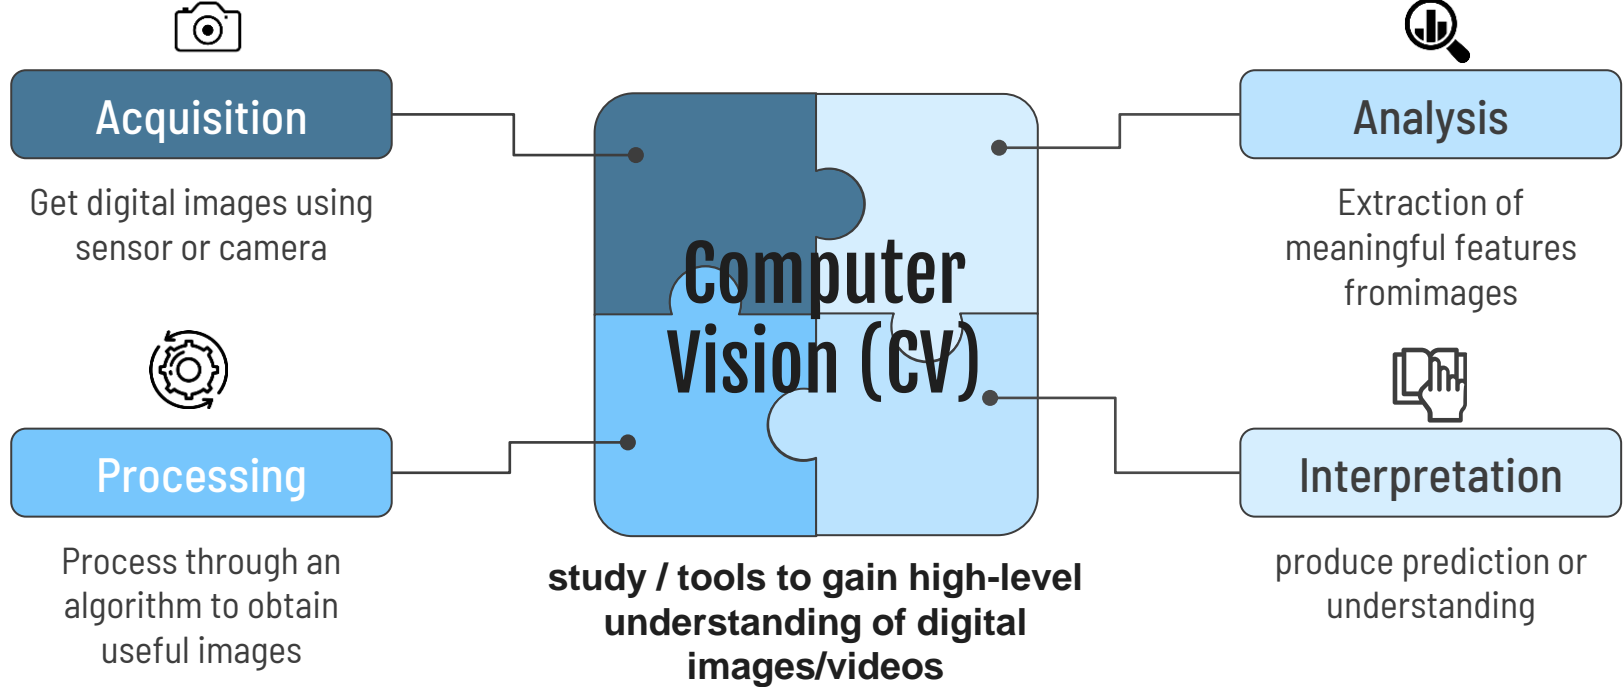 Acquisition
Get digital images using
sensor or camera
Processing
Process through an
algorithm to obtain
useful images
Computer
Vision (CV)
study / tools to gain high-level
understanding of digital
images/videos
Analysis
Extraction of
meaningful features
fromimages
Interpretation
produce prediction or
understanding